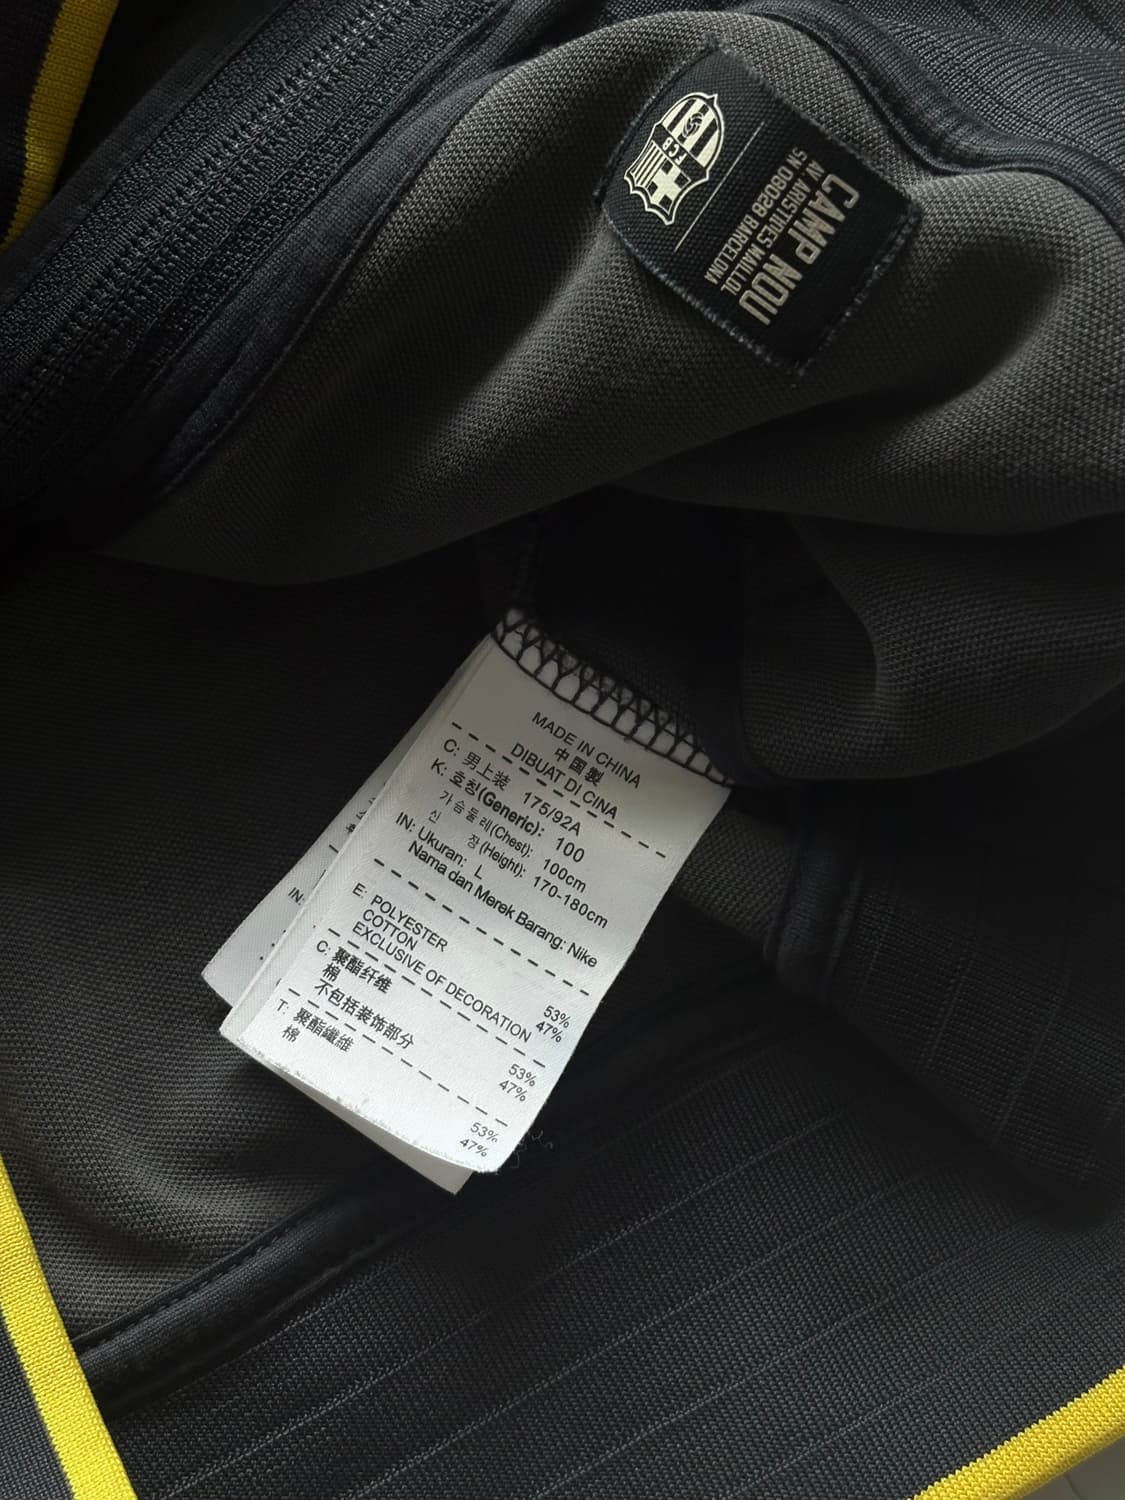 FCB
CAMP NOU
AV. ARISTIDES MAILLOL
SN 08028 BARCELONA
MADE IN CHINA
中国製
DIBUAT DI CINA
C: 男上装 175/92A
K: 호칭(Generic): 100
가슴둘레(Chest): 100cm
신 장(Height): 170-180cm
IN: Ukuran: L
Nama dan Merek Barang: Nike
E: POLYESTER 53%
COTTON 47%
EXCLUSIVE OF DECORATION
C: 聚酯纤维 53%
棉 47%
不包括装饰部分
T: 聚酯纖維 53%
棉 47%
IN: